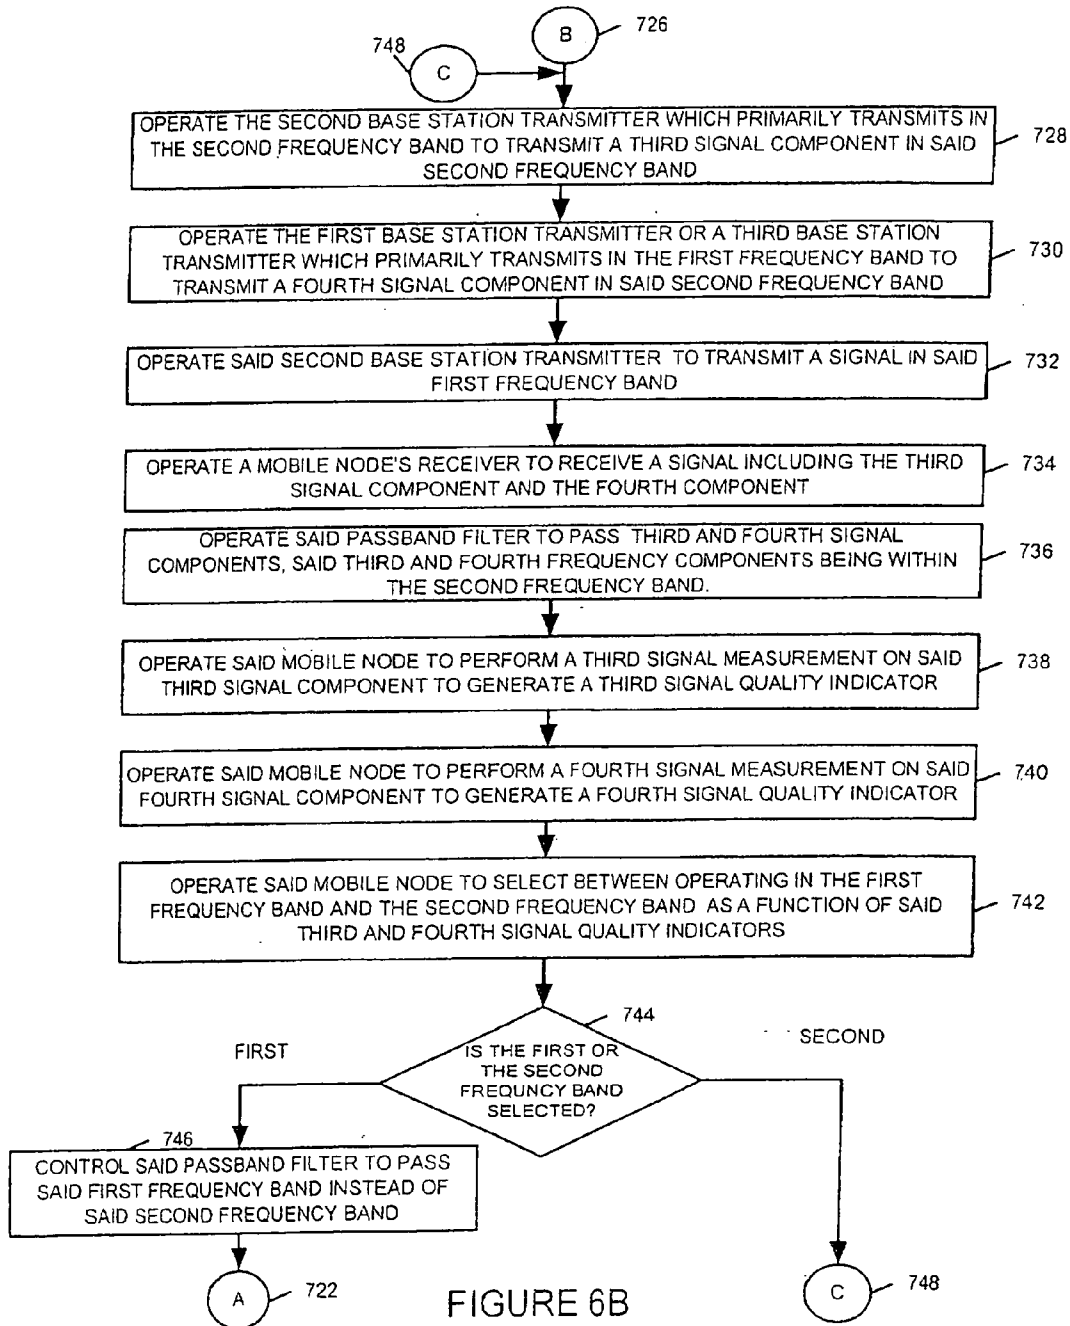 B
726
748
C
OPERATE THE SECOND BASE STATION TRANSMITTER WHICH PRIMARILY TRANSMITS IN
THE SECOND FREQUENCY BAND TO TRANSMIT A THIRD SIGNAL COMPONENT IN SAID
SECOND FREQUENCY BAND
728
OPERATE THE FIRST BASE STATION TRANSMITTER OR A THIRD BASE STATION
TRANSMITTER WHICH PRIMARILY TRANSMITS IN THE FIRST FREQUENCY BAND TO
TRANSMIT A FOURTH SIGNAL COMPONENT IN SAID SECOND FREQUENCY BAND
730
OPERATE SAID SECOND BASE STATION TRANSMITTER TO TRANSMIT A SIGNAL IN SAID
FIRST FREQUENCY BAND
732
OPERATE A MOBILE NODE'S RECEIVER TO RECEIVE A SIGNAL INCLUDING THE THIRD
SIGNAL COMPONENT AND THE FOURTH COMPONENT
734
OPERATE SAID PASSBAND FILTER TO PASS THIRD AND FOURTH SIGNAL
COMPONENTS, SAID THIRD AND FOURTH FREQUENCY COMPONENTS BEING WITHIN
THE SECOND FREQUENCY BAND.
736
OPERATE SAID MOBILE NODE TO PERFORM A THIRD SIGNAL MEASUREMENT ON SAID
THIRD SIGNAL COMPONENT TO GENERATE A THIRD SIGNAL QUALITY INDICATOR
738
OPERATE SAID MOBILE NODE TO PERFORM A FOURTH SIGNAL MEASUREMENT ON SAID
FOURTH SIGNAL COMPONENT TO GENERATE A FOURTH SIGNAL QUALITY INDICATOR
740
OPERATE SAID MOBILE NODE TO SELECT BETWEEN OPERATING IN THE FIRST
FREQUENCY BAND AND THE SECOND FREQUENCY BAND AS A FUNCTION OF SAID
THIRD AND FOURTH SIGNAL QUALITY INDICATORS
742
744
FIRST
SECOND
IS THE FIRST OR
THE SECOND
FREQUNCY BAND
SELECTED?
746
CONTROL SAID PASSBAND FILTER TO PASS
SAID FIRST FREQUENCY BAND INSTEAD OF
SAID SECOND FREQUENCY BAND
A
722
C
748
FIGURE 6B